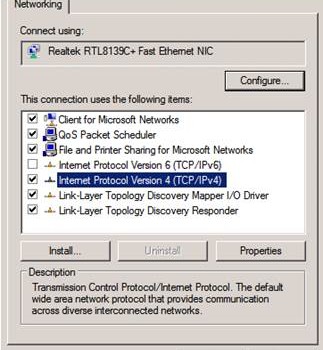 Networking
Connect using:
Realtek RTL8139C+ Fast Ethernet NIC
Configure...
This connection uses the following items:
Client for Microsoft Networks
QoS Packet Scheduler
File and Printer Sharing for Microsoft Networks
Internet Protocol Version 6 (TCP/IPv6)
Internet Protocol Version 4 (TCP/IPv4)
Link-Layer Topology Discovery Mapper I/O Driver
Link-Layer Topology Discovery Responder
Install...
Uninstall
Properties
Description
Transmission Control Protocol/Internet Protocol. The default
wide area network protocol that provides communication
across diverse interconnected networks.